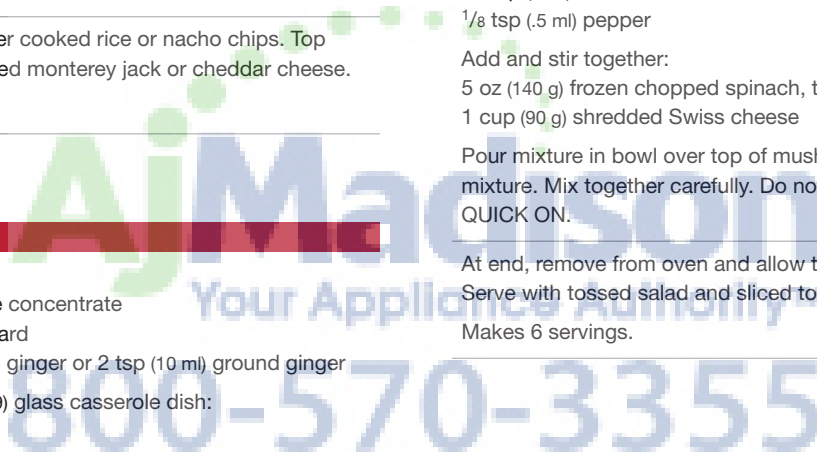 er cooked rice or nacho chips. Top
ed monterey jack or cheddar cheese.
e concentrate
ard
ginger or 2 tsp (10 ml) ground ginger
9) glass casserole dish:
1/8 tsp (.5 ml) pepper
Add and stir together:
5 oz (140 g) frozen chopped spinach, t
1 cup (90 g) shredded Swiss cheese
Pour mixture in bowl over top of mush
mixture. Mix together carefully. Do no
QUICK ON.
At end, remove from oven and allow t
Serve with tossed salad and sliced to
Makes 6 servings.
AjMadison
Your Appliance Authority
800-570-3355